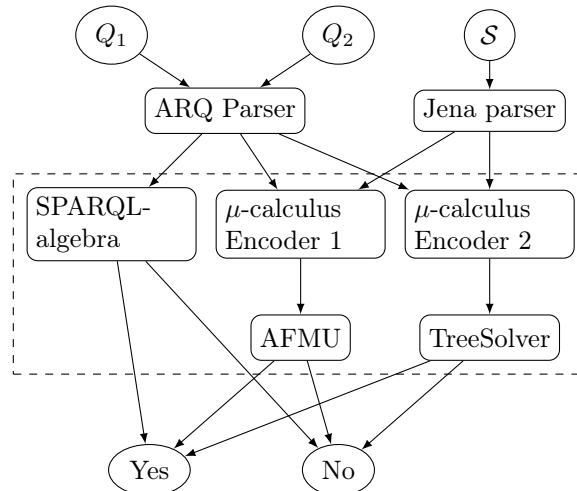 Q1 Q2 𝒮
ARQ Parser Jena parser
SPARQL-
algebra
μ-calculus
Encoder 1
μ-calculus
Encoder 2
AFMU TreeSolver
Yes No